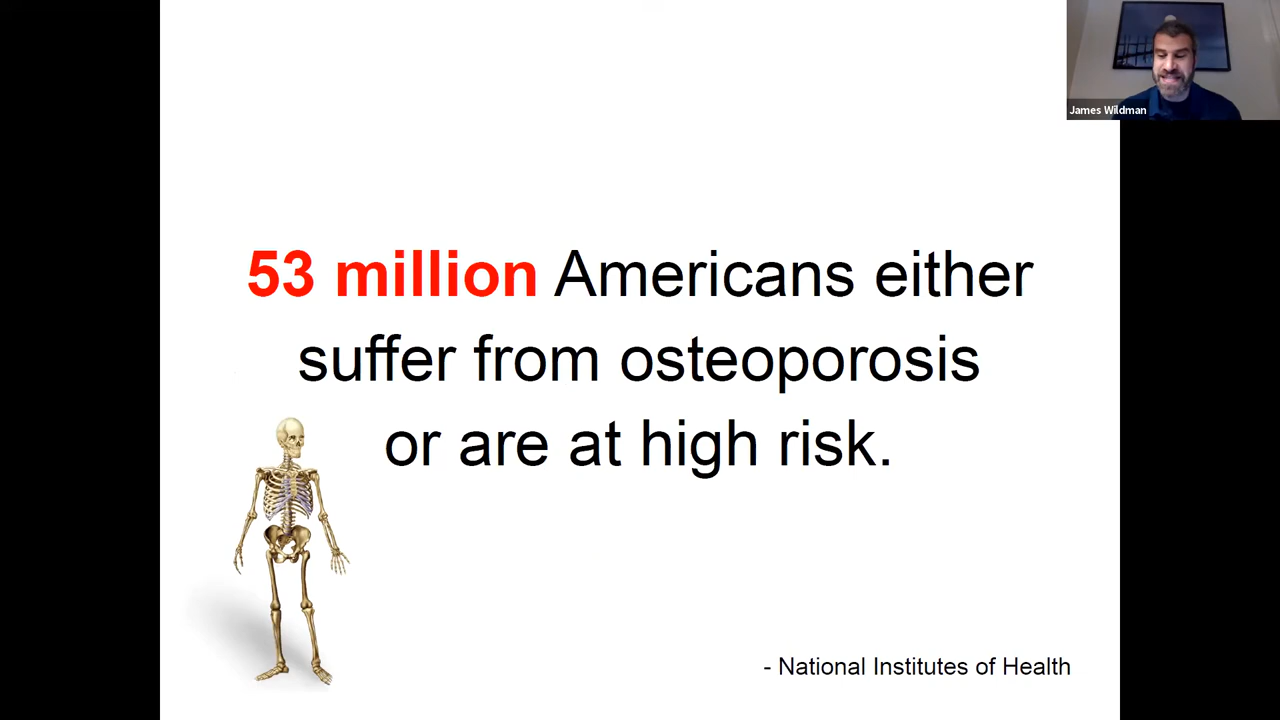 James Wildman
53 million Americans either
suffer from osteoporosis
or are at high risk.
- National Institutes of Health